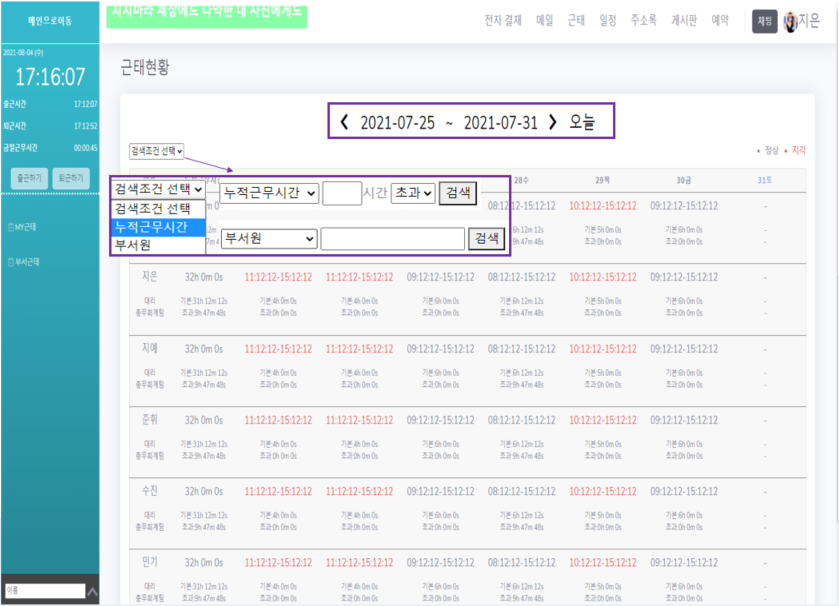 메인으로이동
지지마라 세상에도 나약한 내 자신에게도
전자 결재 메일 근태 일정 주소록 게시판 예약 채팅 지은
2021-08-04 (수)
17:16:07
출근시간 17:12:07
퇴근시간 17:12:52
금일근무시간 00:00:45
출근하기 퇴근하기
MY근태
부서근태
이름
근태현황
2021-07-25 ~ 2021-07-31 오늘
검색조건 선택
정상 지각
검색조건 선택 누적근무시간 시간 초과 검색
검색조건 선택
누적근무시간
부서원
부서원 검색
28수 29목 30금 31토
08:12:12-15:12:12 10:12:12-15:12:12 09:12:12-15:12:12 -
기본:6h 12m 12s 기본:5h 0m 0s 기본:6h 0m 0s -
초과:9h 47m 48s 초과:0h 0m 0s 초과:0h 0m 0s -
지은 32h 0m 0s 11:12:12-15:12:12 11:12:12-15:12:12 09:12:12-15:12:12 08:12:12-15:12:12 10:12:12-15:12:12 09:12:12-15:12:12 -
대리 기본:31h 12m 12s 기본:4h 0m 0s 기본:4h 0m 0s 기본:6h 0m 0s 기본:6h 12m 12s 기본:5h 0m 0s 기본:6h 0m 0s -
총무회계팀 초과:9h 47m 48s 초과:0h 0m 0s 초과:0h 0m 0s 초과:0h 0m 0s 초과:9h 47m 48s 초과:0h 0m 0s 초과:0h 0m 0s -
지예 32h 0m 0s 11:12:12-15:12:12 11:12:12-15:12:12 09:12:12-15:12:12 08:12:12-15:12:12 10:12:12-15:12:12 09:12:12-15:12:12 -
대리 기본:31h 12m 12s 기본:4h 0m 0s 기본:4h 0m 0s 기본:6h 0m 0s 기본:6h 12m 12s 기본:5h 0m 0s 기본:6h 0m 0s -
총무회계팀 초과:9h 47m 48s 초과:0h 0m 0s 초과:0h 0m 0s 초과:0h 0m 0s 초과:9h 47m 48s 초과:0h 0m 0s 초과:0h 0m 0s -
준휘 32h 0m 0s 11:12:12-15:12:12 11:12:12-15:12:12 09:12:12-15:12:12 08:12:12-15:12:12 10:12:12-15:12:12 09:12:12-15:12:12 -
대리 기본:31h 12m 12s 기본:4h 0m 0s 기본:4h 0m 0s 기본:6h 0m 0s 기본:6h 12m 12s 기본:5h 0m 0s 기본:6h 0m 0s -
총무회계팀 초과:9h 47m 48s 초과:0h 0m 0s 초과:0h 0m 0s 초과:0h 0m 0s 초과:9h 47m 48s 초과:0h 0m 0s 초과:0h 0m 0s -
수진 32h 0m 0s 11:12:12-15:12:12 11:12:12-15:12:12 09:12:12-15:12:12 08:12:12-15:12:12 10:12:12-15:12:12 09:12:12-15:12:12 -
대리 기본:31h 12m 12s 기본:4h 0m 0s 기본:4h 0m 0s 기본:6h 0m 0s 기본:6h 12m 12s 기본:5h 0m 0s 기본:6h 0m 0s -
총무회계팀 초과:9h 47m 48s 초과:0h 0m 0s 초과:0h 0m 0s 초과:0h 0m 0s 초과:9h 47m 48s 초과:0h 0m 0s 초과:0h 0m 0s -
민기 32h 0m 0s 11:12:12-15:12:12 11:12:12-15:12:12 09:12:12-15:12:12 08:12:12-15:12:12 10:12:12-15:12:12 09:12:12-15:12:12 -
대리 기본:31h 12m 12s 기본:4h 0m 0s 기본:4h 0m 0s 기본:6h 0m 0s 기본:6h 12m 12s 기본:5h 0m 0s 기본:6h 0m 0s -
총무회계팀 초과:9h 47m 48s 초과:0h 0m 0s 초과:0h 0m 0s 초과:0h 0m 0s 초과:9h 47m 48s 초과:0h 0m 0s 초과:0h 0m 0s -